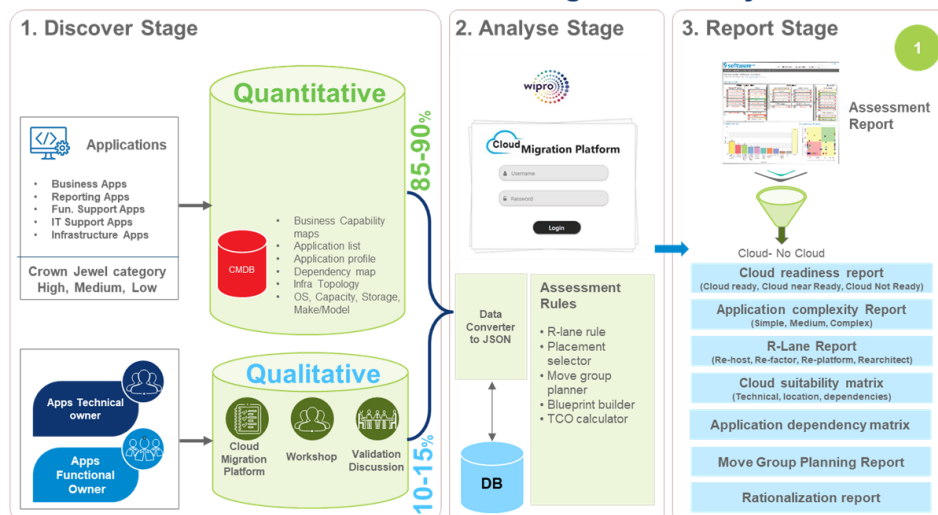 1. Discover Stage
Applications
• Business Apps
• Reporting Apps
• Fun. Support Apps
• IT Support Apps
• Infrastructure Apps
Crown Jewel category
High, Medium, Low
Apps Technical
owner
Apps
Functional
Owner
Quantitative
85-90%
CMDB
• Business Capability
maps
• Application list
• Application profile
• Dependency map
• Infra Topology
• OS, Capacity, Storage,
Make/Model
Qualitative
10-15%
Cloud
Migration
Platform
Workshop
Validation
Discussion
2. Analyse Stage
wipro
Cloud Migration Platform
Username
Password
Login
Data
Converter
to JSON
DB
Assessment
Rules
• R-lane rule
• Placement
selector
• Move group
planner
• Blueprint builder
• TCO calculator
3. Report Stage
1
software
Assessment
Report
Cloud- No Cloud
Cloud readiness report
(Cloud ready, Cloud near Ready, Cloud Not Ready)
Application complexity Report
(Simple, Medium, Complex)
R-Lane Report
(Re-host, Re-factor, Re-platform, Rearchitect)
Cloud suitability matrix
(Technical, location, dependencies)
Application dependency matrix
Move Group Planning Report
Rationalization report